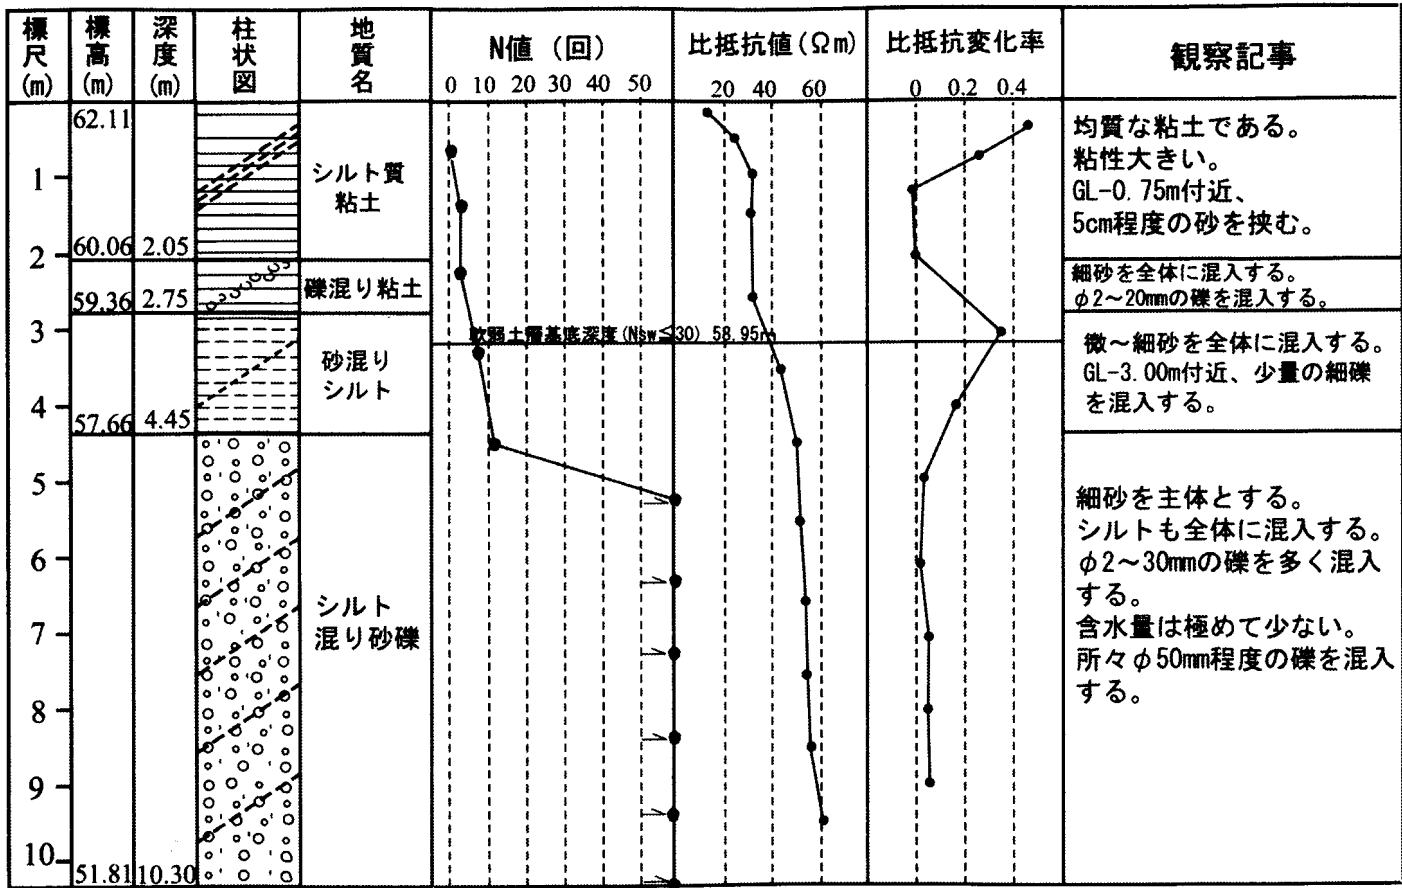 標尺(m)
標高(m)
深度(m)
柱状図
地質名
N値 (回)
0 10 20 30 40 50
比抵抗値(Ωm)
20 40 60
比抵抗変化率
0 0.2 0.4
観察記事
62.11
1
シルト質
粘土
均質な粘土である。
粘性大きい。
GL-0.75m付近、
5cm程度の砂を挟む。
60.06 2.05
2
礫混り粘土
細砂を全体に混入する。
φ2～20mmの礫を混入する。
59.36 2.75
3
軟弱土層基底深度(Nsw≦30) 58.95m
砂混り
シルト
微～細砂を全体に混入する。
GL-3.00m付近、少量の細礫
を混入する。
4
57.66 4.45
5
6
7
8
9
10
シルト
混り砂礫
細砂を主体とする。
シルトも全体に混入する。
φ2～30mmの礫を多く混入
する。
含水量は極めて少ない。
所々φ50mm程度の礫を混入
する。
51.81 10.30